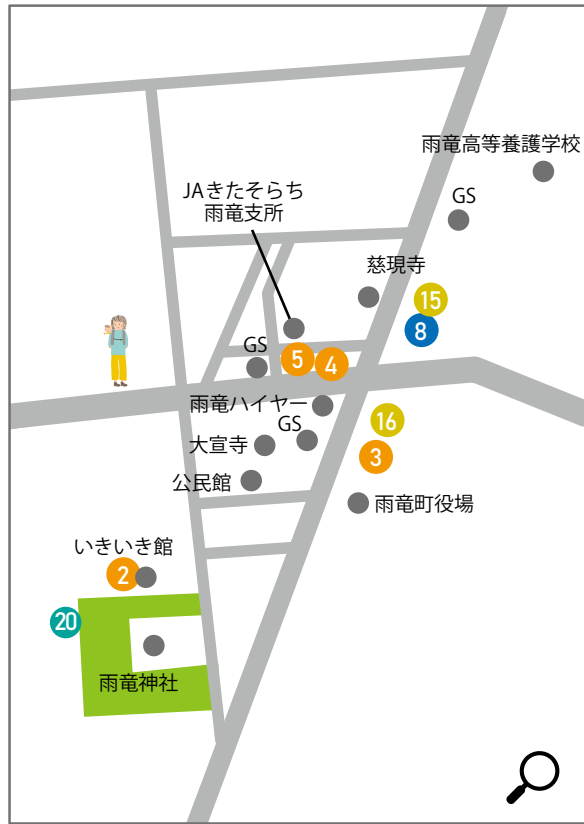 雨竜高等養護学校
JAきたそらち
雨竜支所
GS
慈現寺
15
8
GS
5
4
雨竜ハイヤー
16
GS
大宣寺
3
公民館
雨竜町役場
いきいき館
2
20
雨竜神社